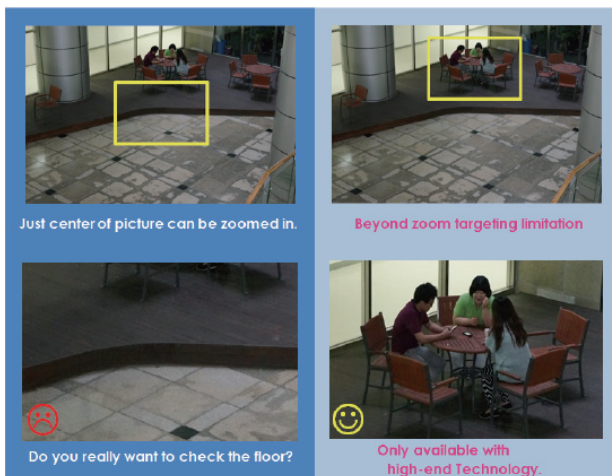 Just center of picture can be zoomed in.
Beyond zoom targeting limitation
Do you really want to check the floor?
Only available with
high-end Technology.